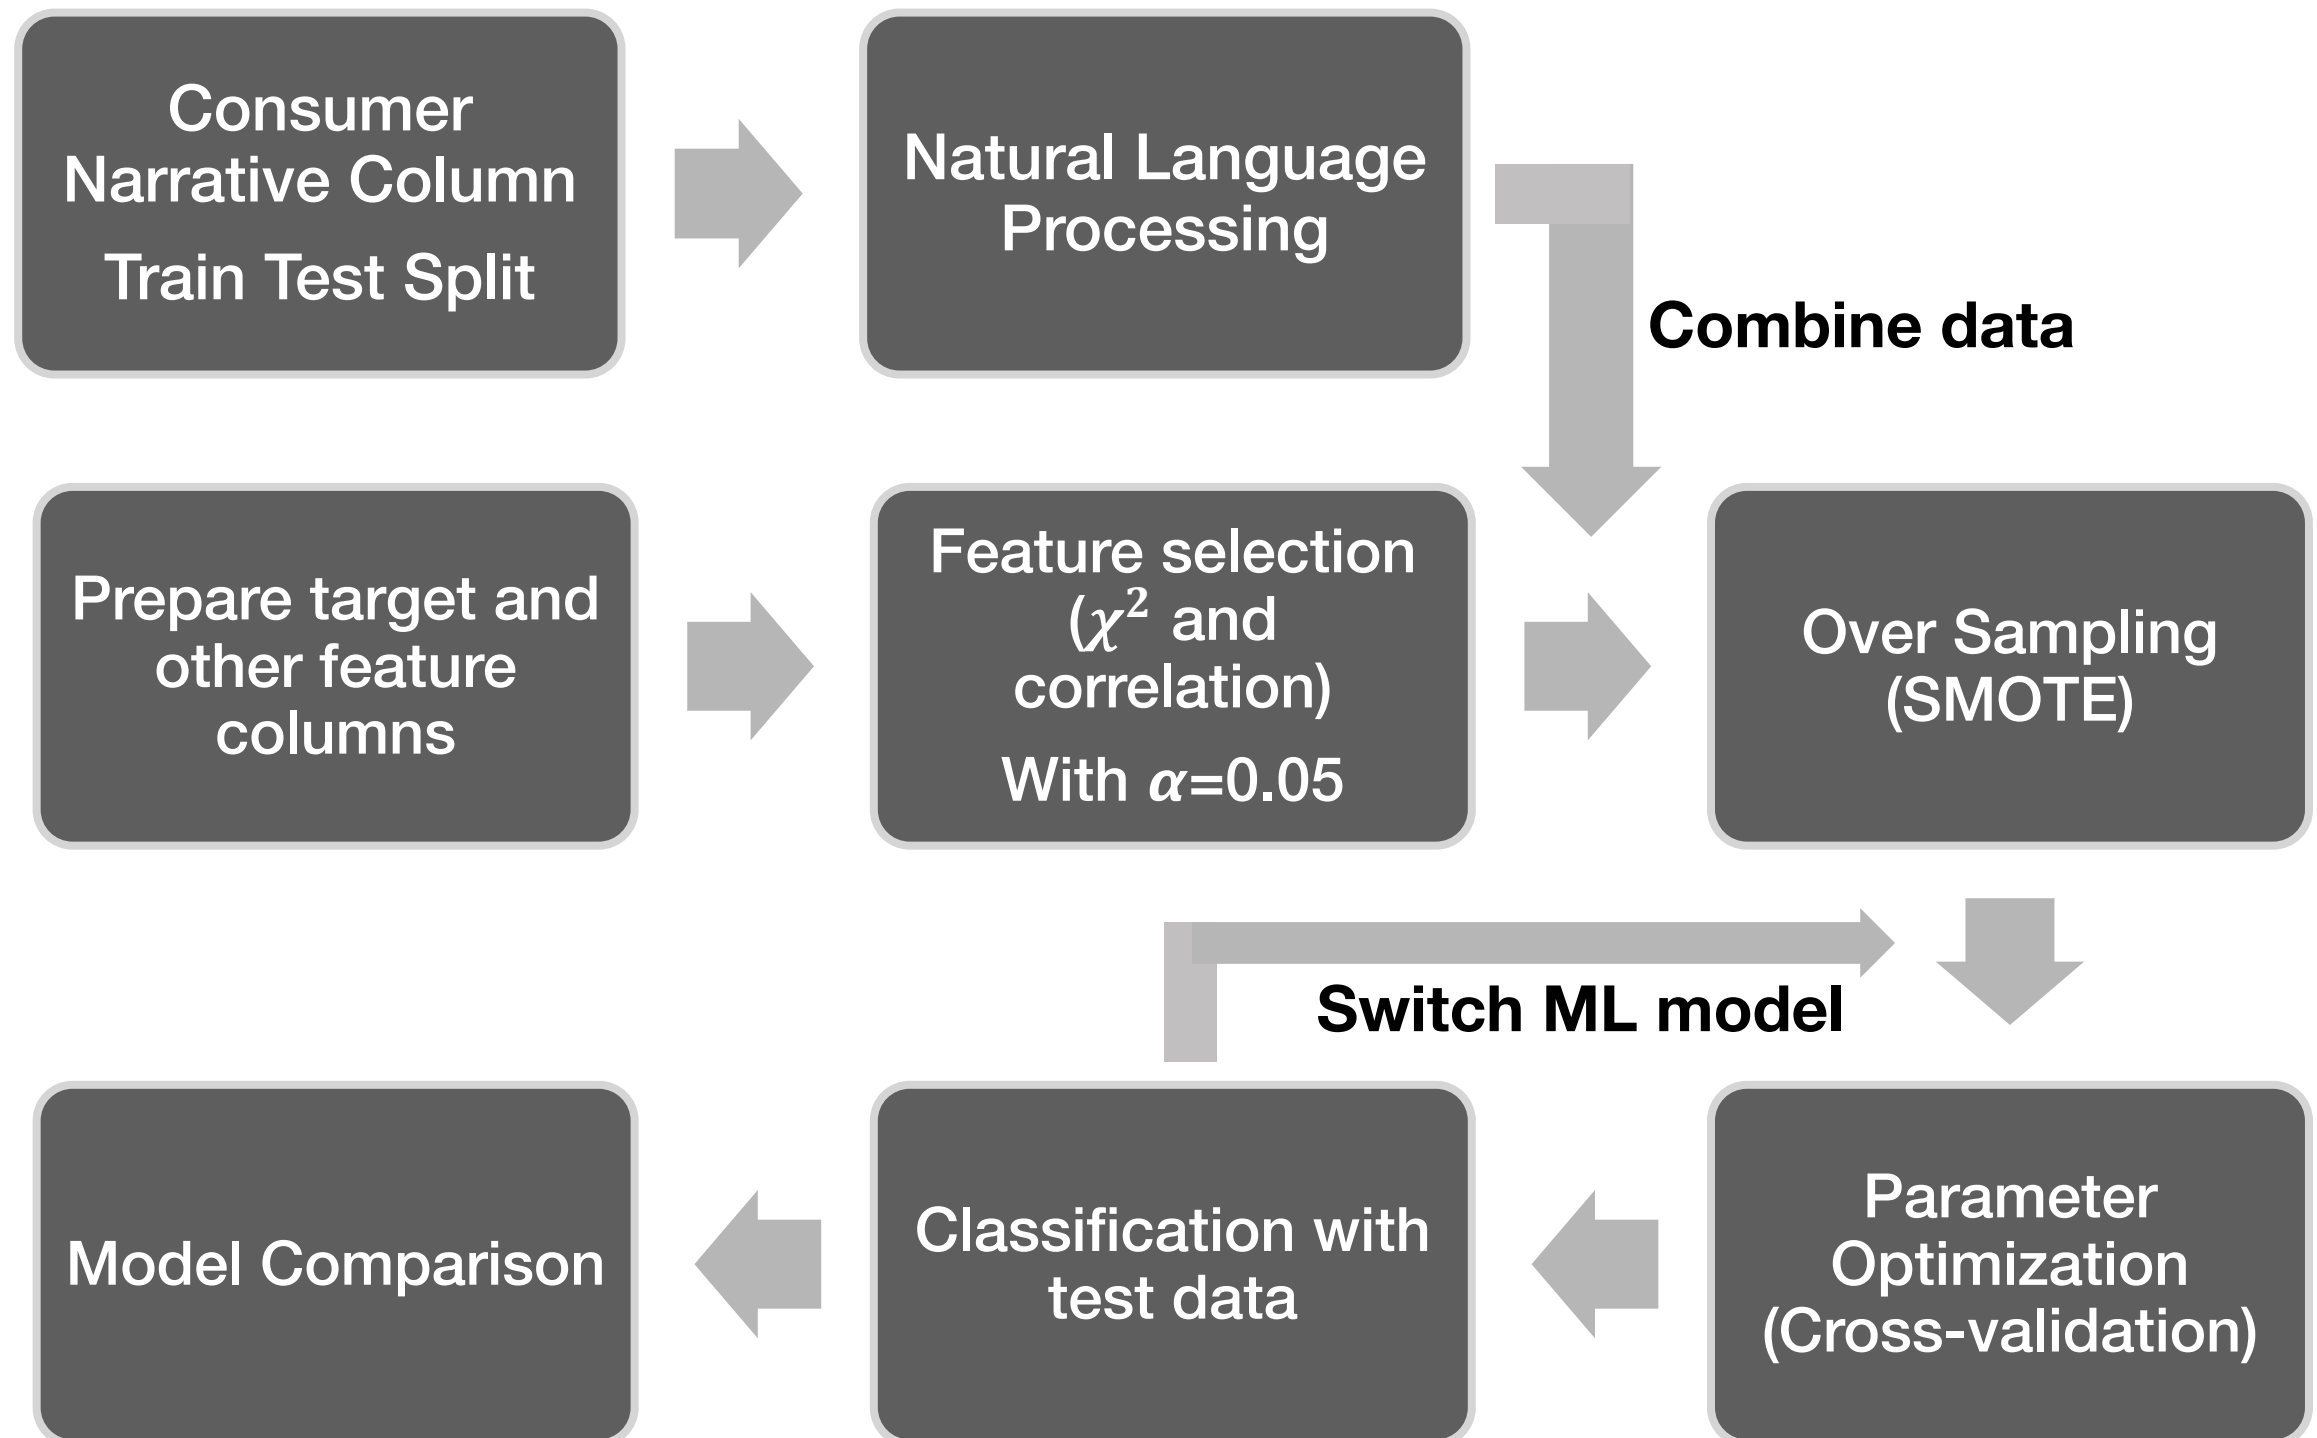 Consumer
Narrative Column
Train Test Split
Natural Language
Processing
Combine data
Prepare target and
other feature
columns
Feature selection
(χ² and
correlation)
With α=0.05
Over Sampling
(SMOTE)
Switch ML model
Model Comparison
Classification with
test data
Parameter
Optimization
(Cross-validation)